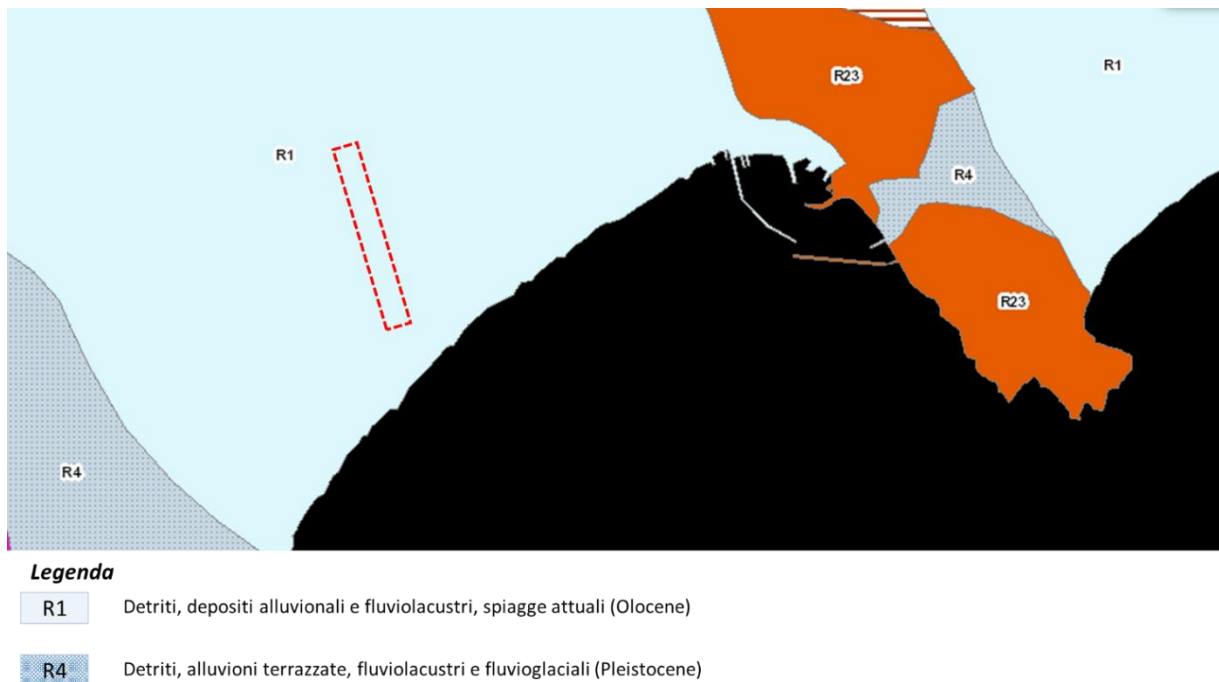 R23
R1
R1
R4
R23
R4
Legenda
R1 Detriti, depositi alluvionali e fluviolacustri, spiagge attuali (Olocene)
R4 Detriti, alluvioni terrazzate, fluviolacustri e fluvioglaciali (Pleistocene)